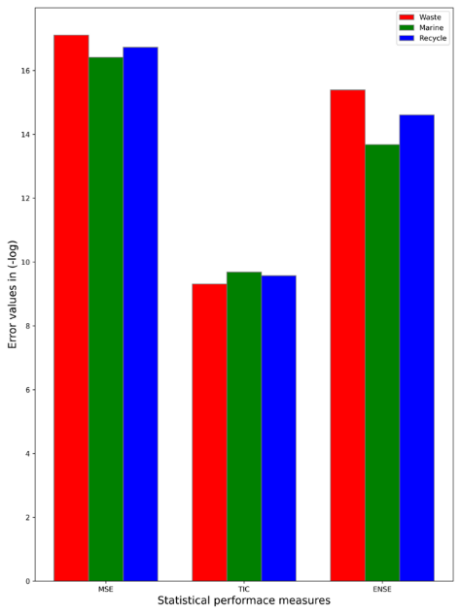 Waste
Marine
Recycle
16
14
12
10
8
6
4
2
0
Error values in (-log)
MSE
TIC
ENSE
Statistical performace measures